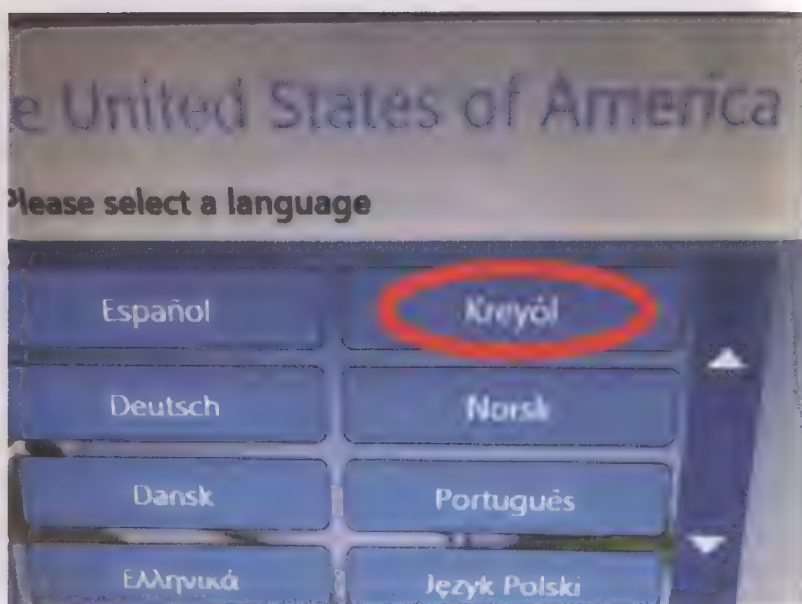 e United States of America
Please select a language
Español Kreyòl
Deutsch Norsk
Dansk Português
Ελληνικά Język Polski